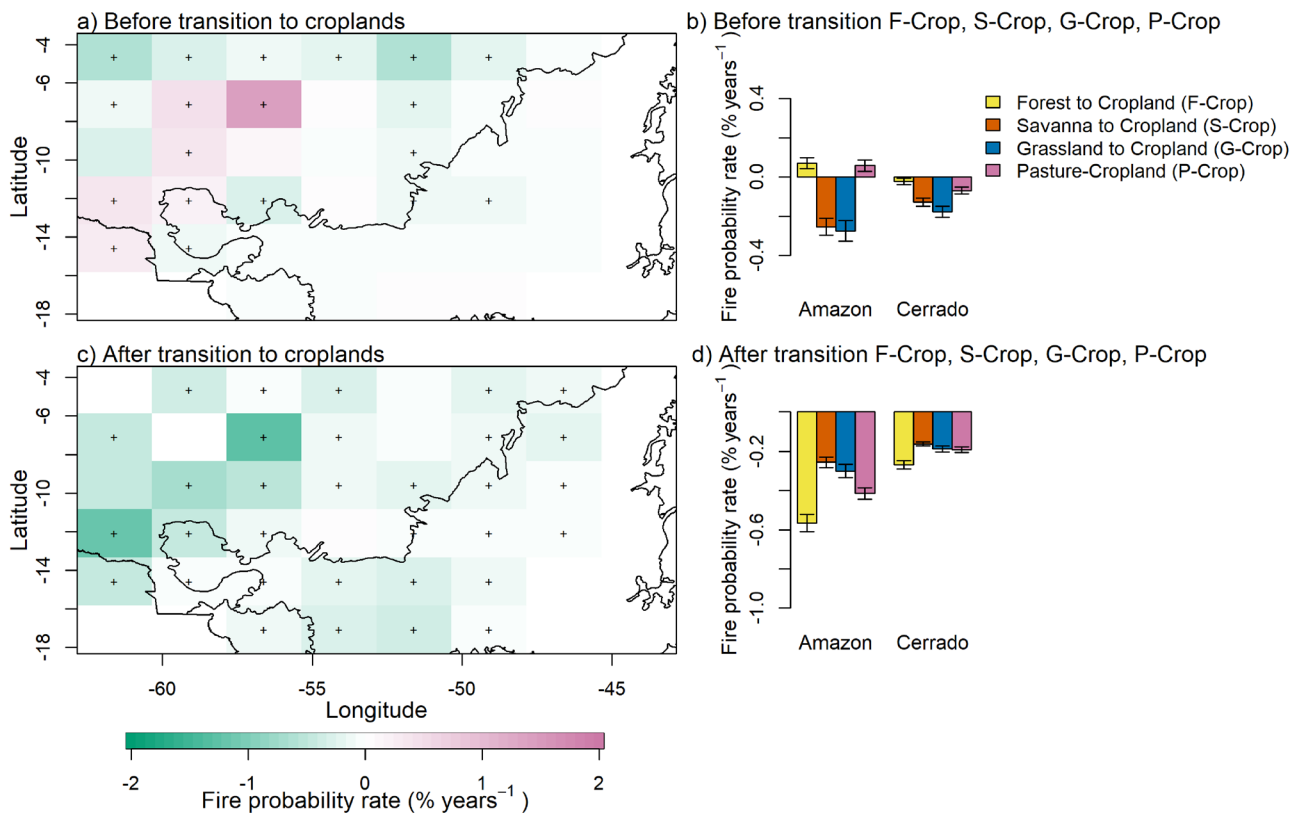 a) Before transition to croplands
-4
-6
-10
-14
-18
Latitude
b) Before transition F-Crop, S-Crop, G-Crop, P-Crop
Fire probability rate (% years⁻¹ )
0.4
0.0
-0.4
Amazon Cerrado
Forest to Cropland (F-Crop)
Savanna to Cropland (S-Crop)
Grassland to Cropland (G-Crop)
Pasture-Cropland (P-Crop)
c) After transition to croplands
-4
-6
-10
-14
-18
Latitude
-60 -55 -50 -45
Longitude
d) After transition F-Crop, S-Crop, G-Crop, P-Crop
Fire probability rate (% years⁻¹ )
-0.2
-0.6
-1.0
Amazon Cerrado
-2 -1 0 1 2
Fire probability rate (% years⁻¹ )